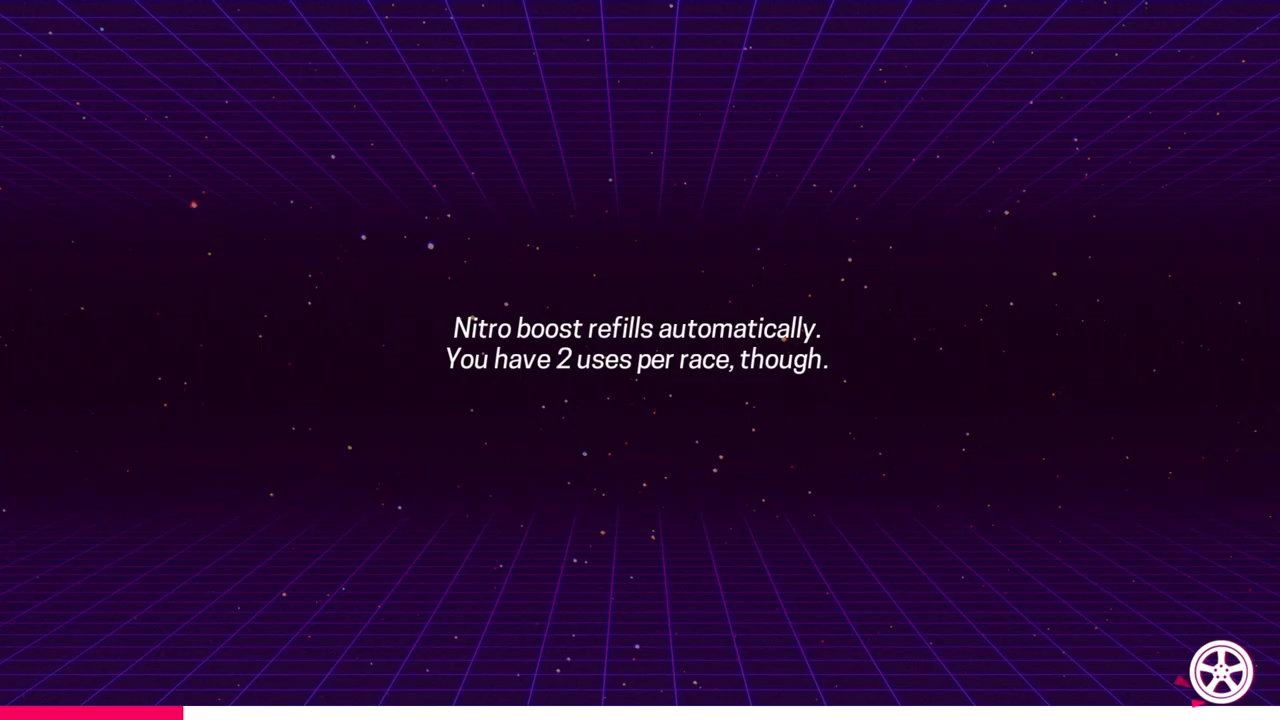 Nitro boost refills automatically.
You have 2 uses per race, though.